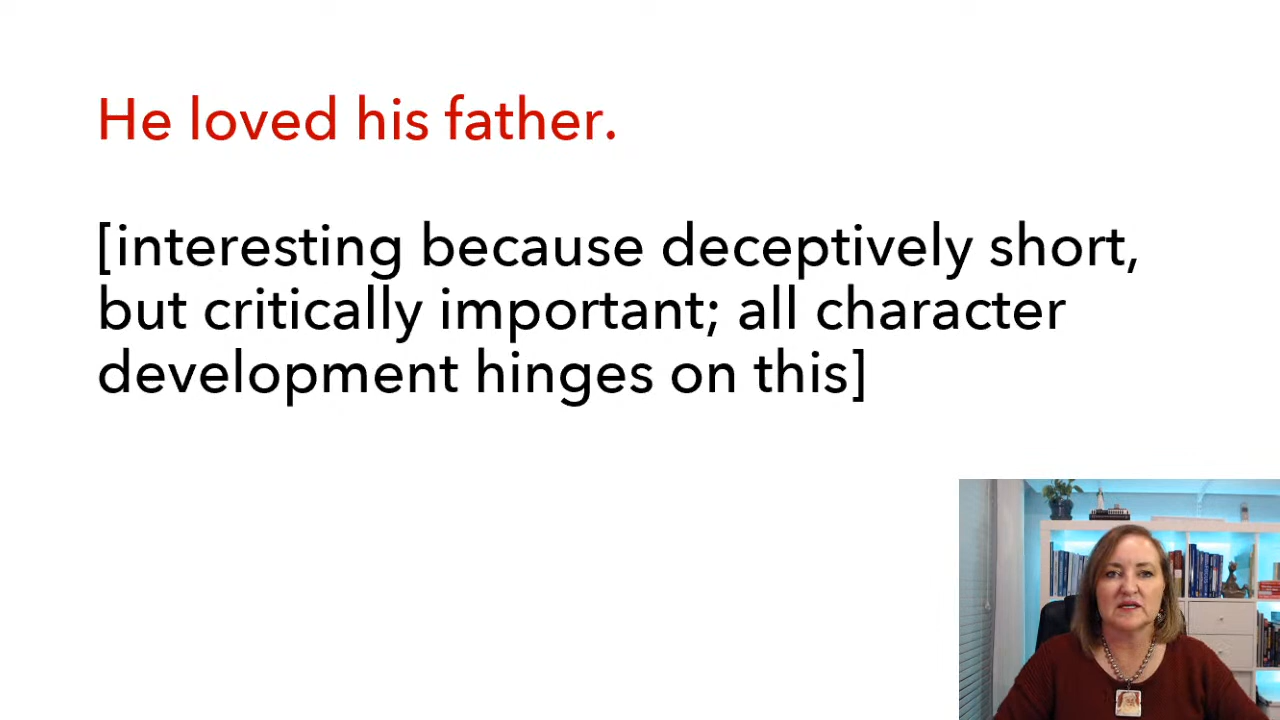 He loved his father.
[interesting because deceptively short,
but critically important; all character
development hinges on this]